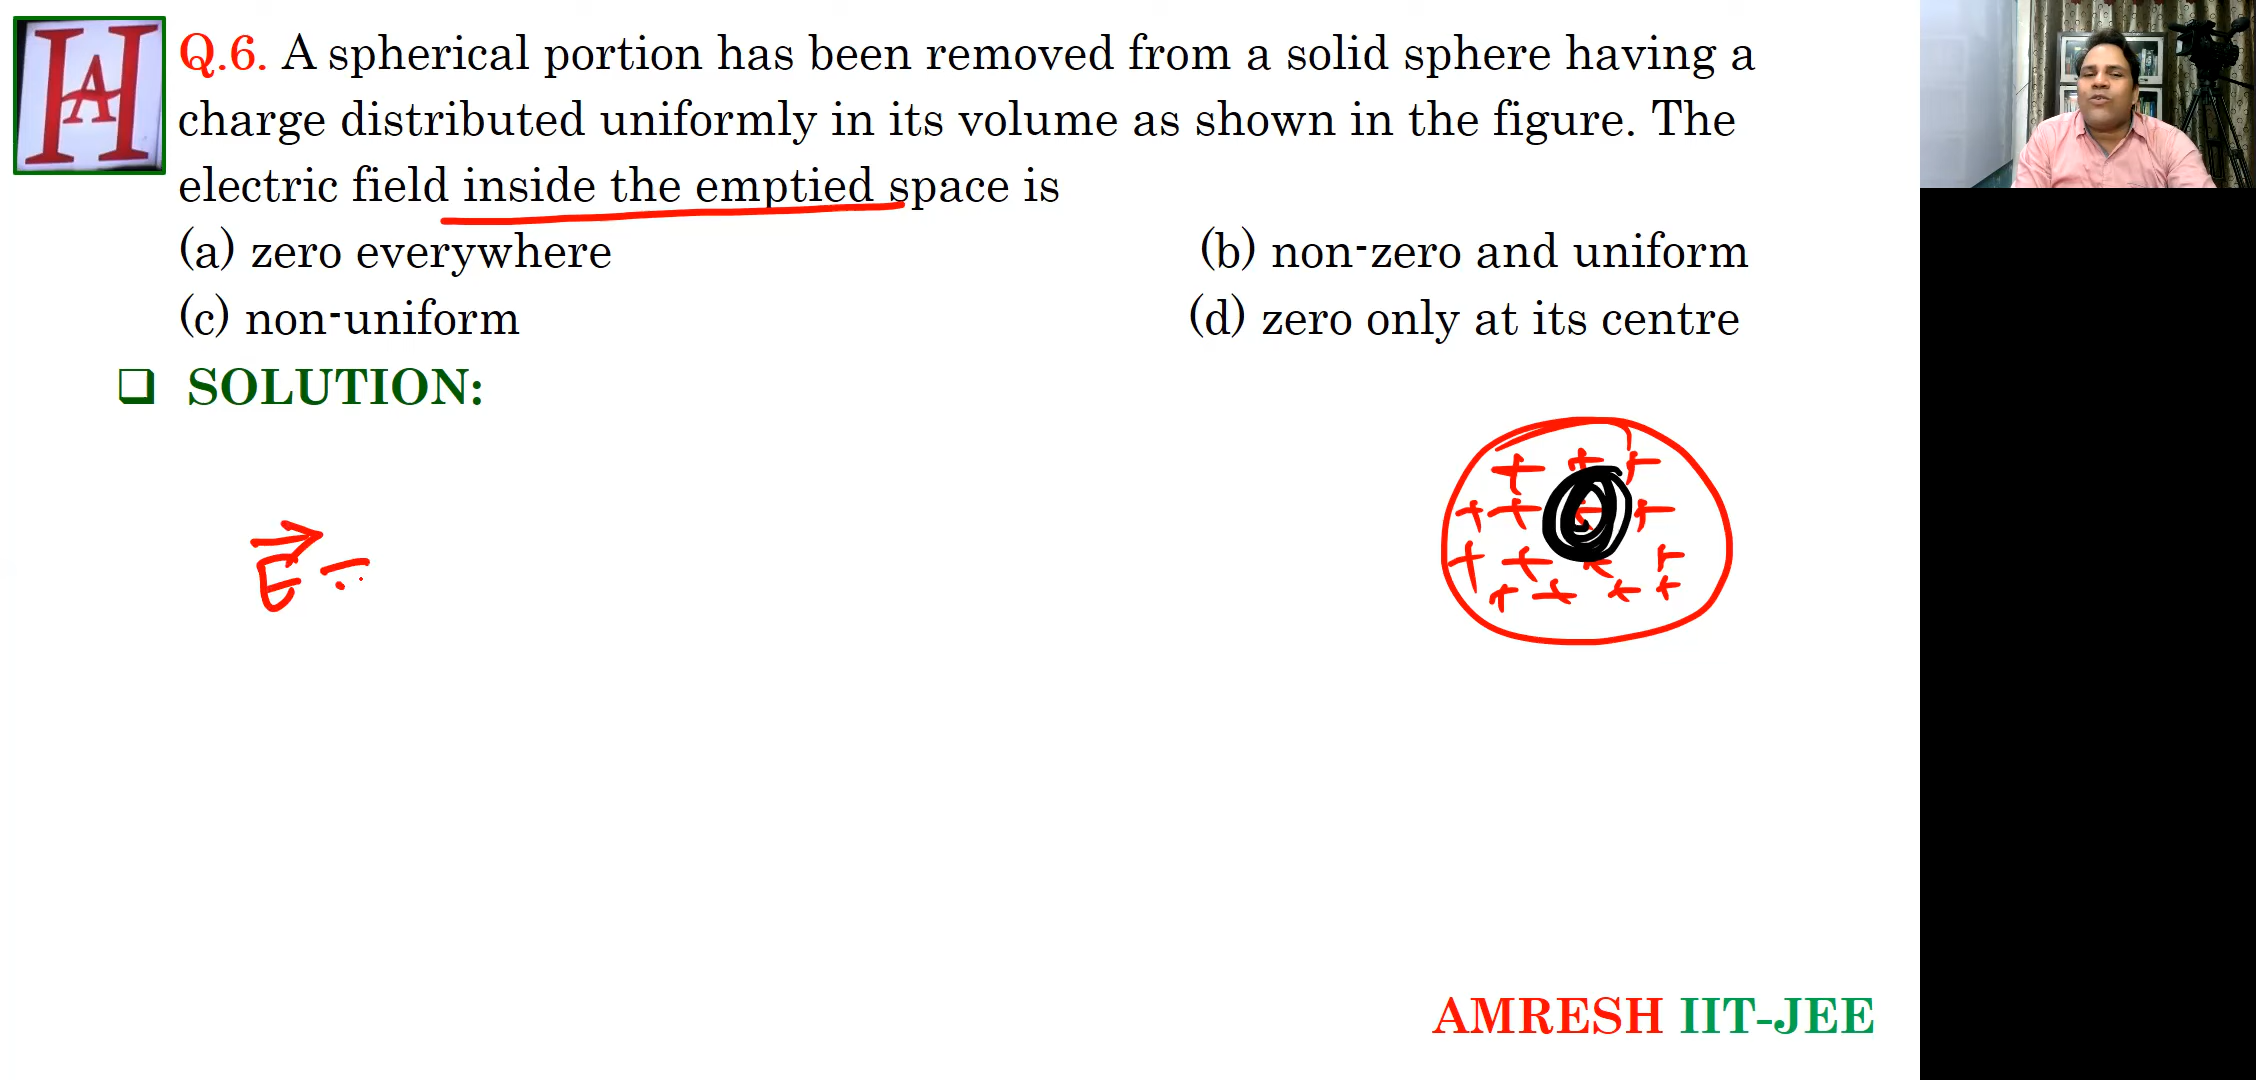 HA
Q.6. A spherical portion has been removed from a solid sphere having a
charge distributed uniformly in its volume as shown in the figure. The
electric field inside the emptied space is
(a) zero everywhere
(b) non-zero and uniform
(c) non-uniform
(d) zero only at its centre
❑ SOLUTION:
+ + +
+ + + +
+ + + +
+ + + +
E⃗ =
AMRESH IIT-JEE